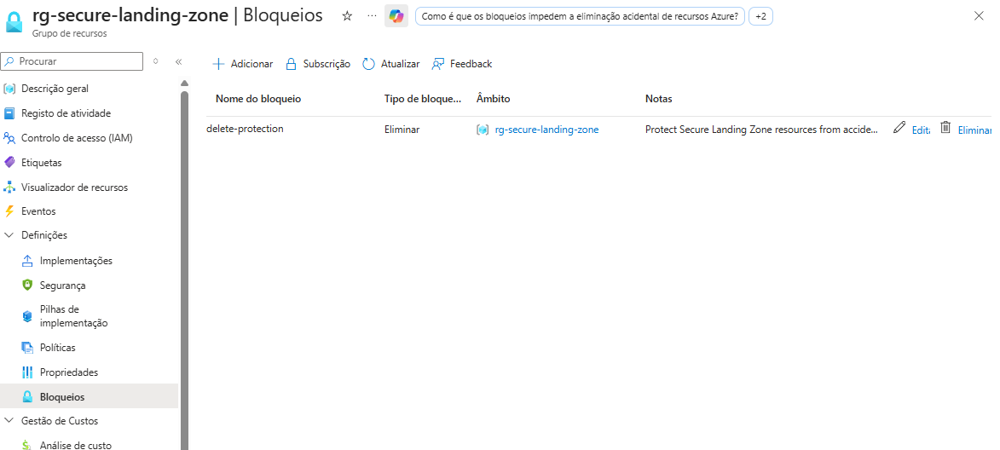 rg-secure-landing-zone | Bloqueios
Grupo de recursos
Como é que os bloqueios impedem a eliminação acidental de recursos Azure?
+2
Procurar
Adicionar
Subscrição
Atualizar
Feedback
Descrição geral
Registo de atividade
Controlo de acesso (IAM)
Etiquetas
Visualizador de recursos
Eventos
Definições
Implementações
Segurança
Pilhas de
implementação
Políticas
Propriedades
Bloqueios
Gestão de Custos
Análise de custo
Nome do bloqueio
Tipo de bloque...
Âmbito
Notas
delete-protection
Eliminar
rg-secure-landing-zone
Protect Secure Landing Zone resources from accide...
Edita
Eliminar